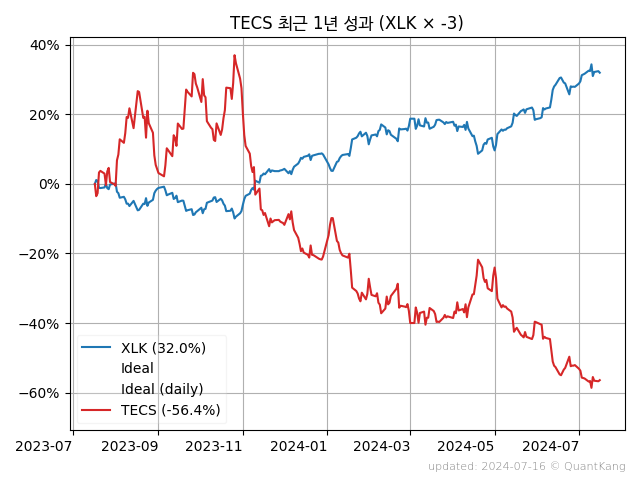 TECS 최근 1년 성과 (XLK × -3)
40%
20%
0%
−20%
−40%
−60%
XLK (32.0%)
Ideal
Ideal (daily)
TECS (-56.4%)
2023-07 2023-09 2023-11 2024-01 2024-03 2024-05 2024-07
updated: 2024-07-16 © QuantKang